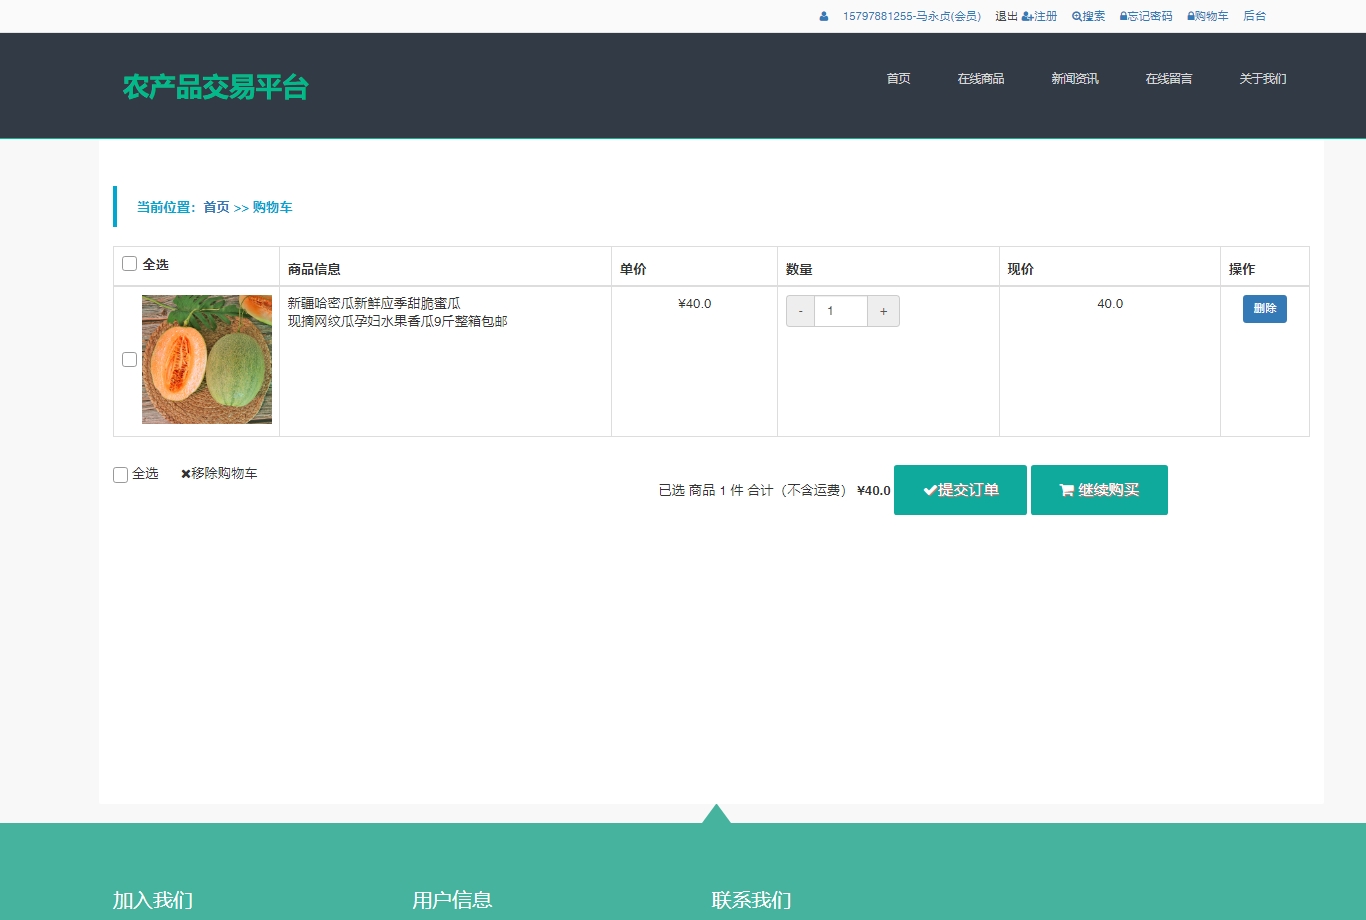 15797881255-马永贞(会员) 退出 注册 搜索 忘记密码 购物车 后台
农产品交易平台
首页 在线商品 新闻资讯 在线留言 关于我们
当前位置：首页 >> 购物车
全选 商品信息 单价 数量 现价 操作
新疆哈密瓜新鲜应季甜脆蜜瓜 ¥40.0 - 1 + 40.0 删除
现摘网纹瓜孕妇水果香瓜9斤整箱包邮
全选 移除购物车
已选 商品 1 件 合计（不含运费） ¥40.0 提交订单 继续购买
加入我们 用户信息 联系我们